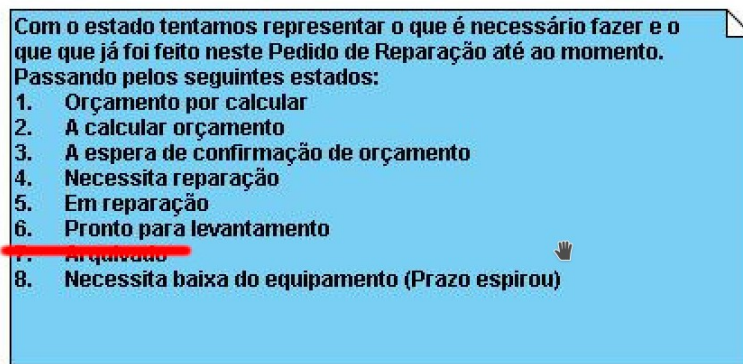 Com o estado tentamos representar o que é necessário fazer e o
que que já foi feito neste Pedido de Reparação até ao momento.
Passando pelos seguintes estados:
1. Orçamento por calcular
2. A calcular orçamento
3. A espera de confirmação de orçamento
4. Necessita reparação
5. Em reparação
6. Pronto para levantamento
7. Arquivado
8. Necessita baixa do equipamento (Prazo espirou)